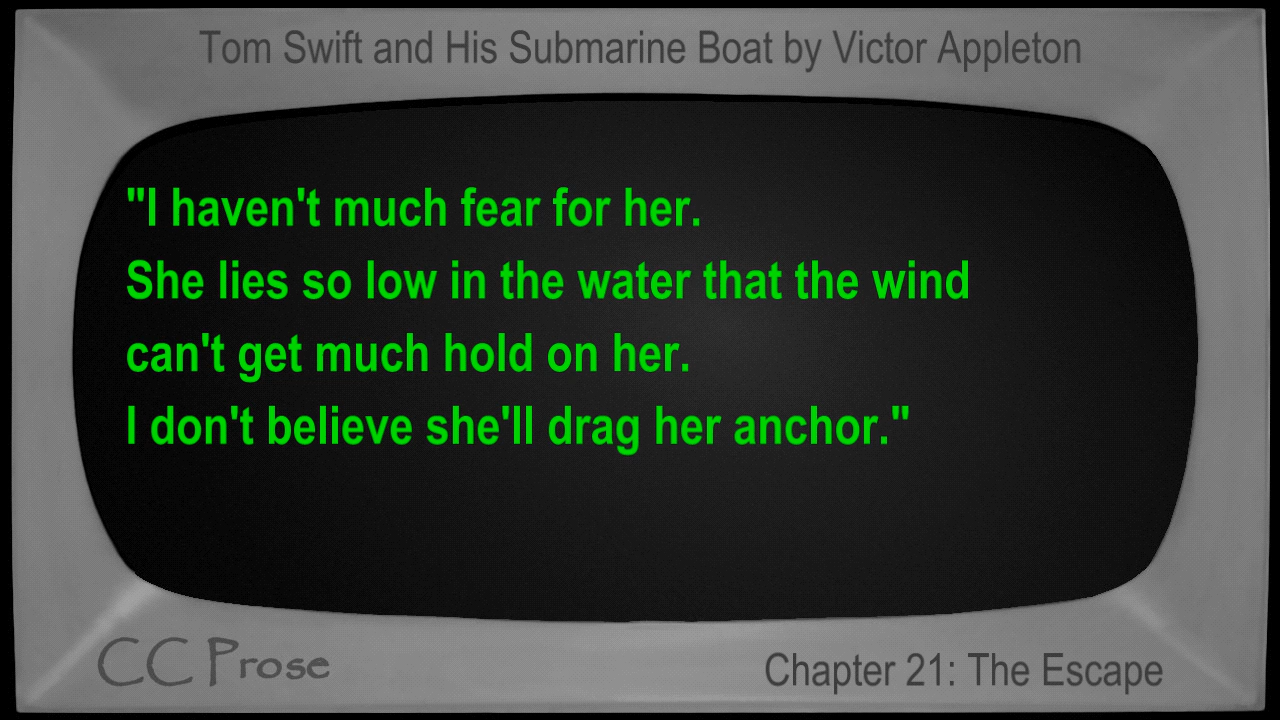 Tom Swift and His Submarine Boat by Victor Appleton
"I haven't much fear for her.
She lies so low in the water that the wind
can't get much hold on her.
I don't believe she'll drag her anchor."
CC Prose
Chapter 21: The Escape